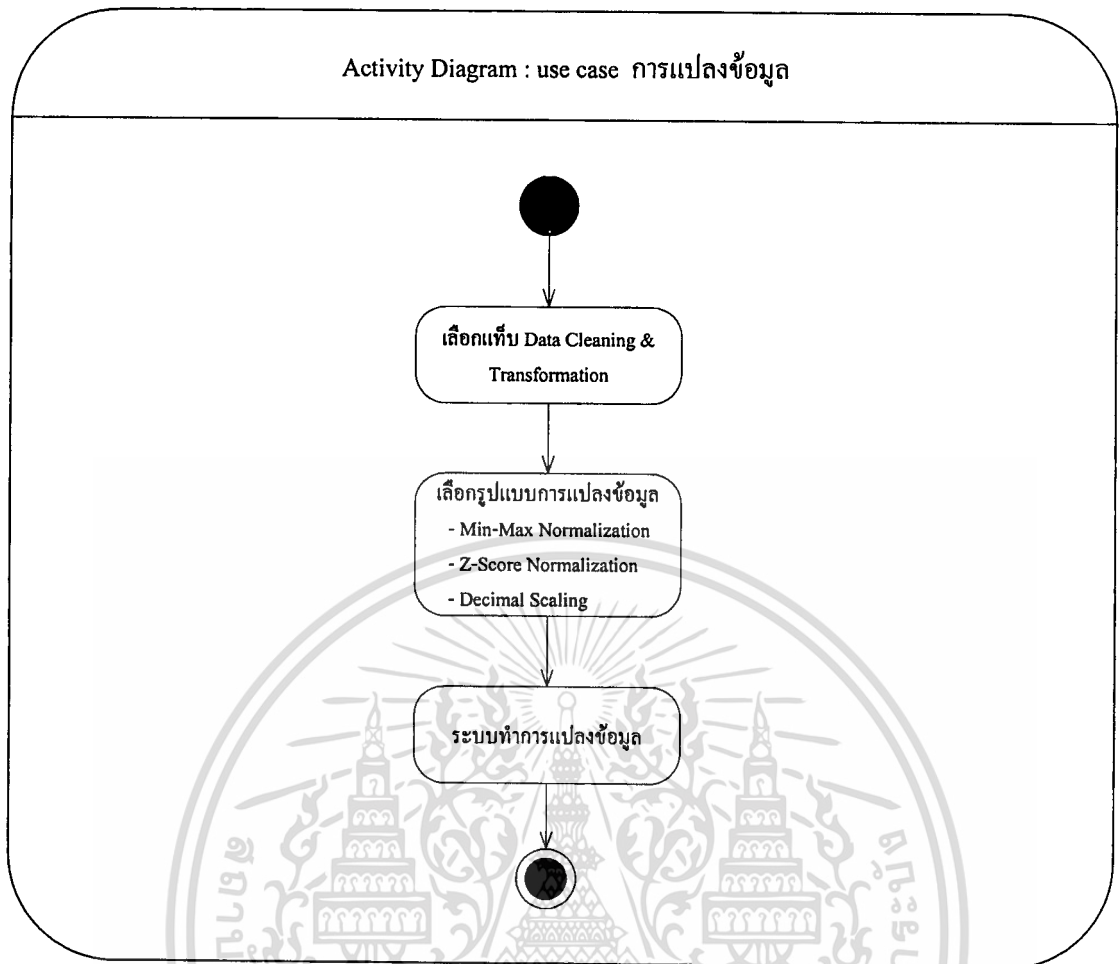 Activity Diagram : use case การแปลงข้อมูล
เลือกแท็บ Data Cleaning &
Transformation
เลือกรูปแบบการแปลงข้อมูล
- Min-Max Normalization
- Z-Score Normalization
- Decimal Scaling
ระบบทำการแปลงข้อมูล